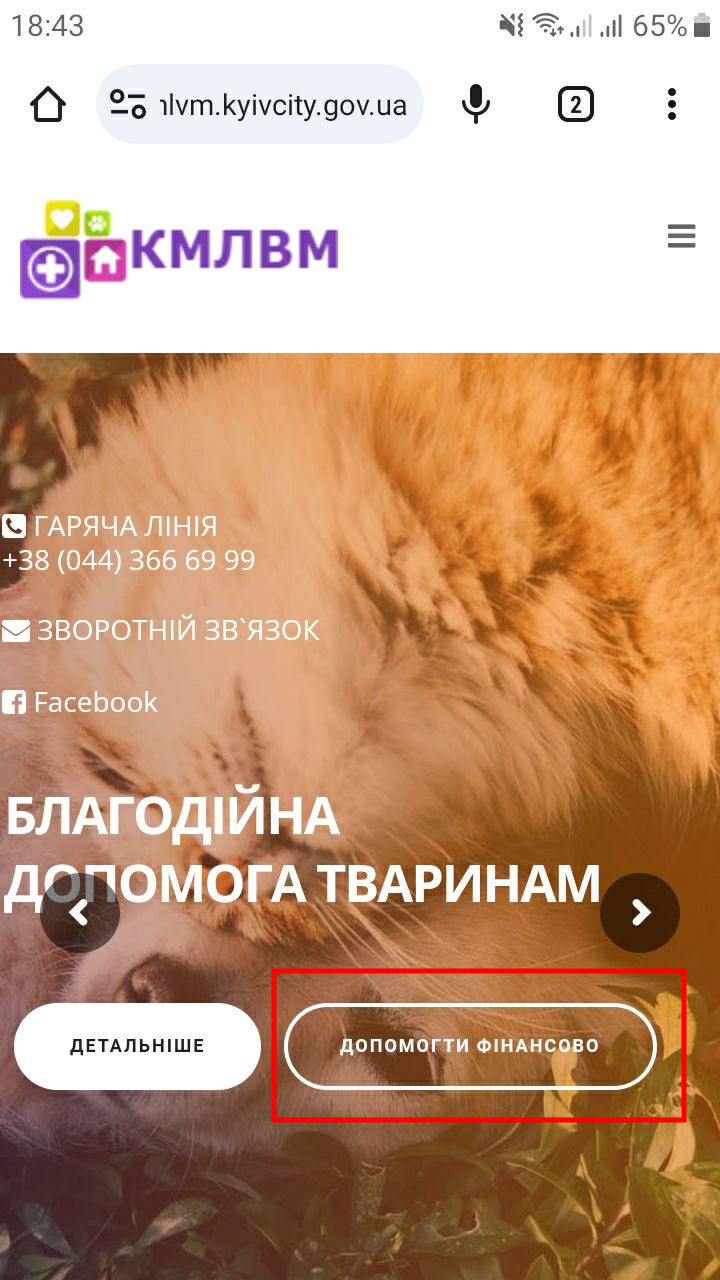 18:43
65%
nlvm.kyivcity.gov.ua
2
КМЛВМ
ГАРЯЧА ЛІНІЯ
+38 (044) 366 69 99
ЗВОРОТНІЙ ЗВ`ЯЗОК
Facebook
БЛАГОДІЙНА
ДОПОМОГА ТВАРИНАМ
ДЕТАЛЬНІШЕ
ДОПОМОГТИ ФІНАНСОВО